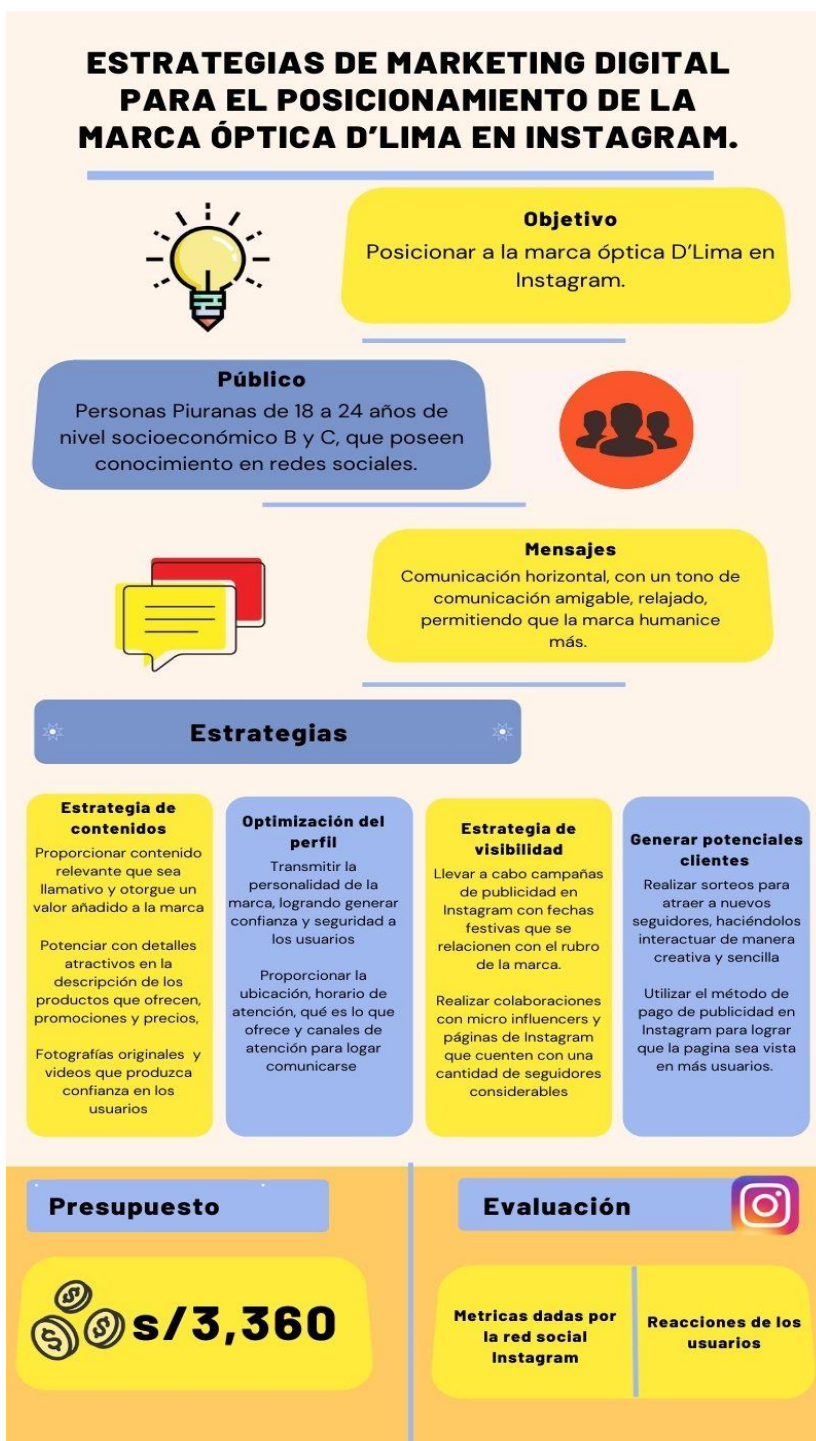 ESTRATEGIAS DE MARKETING DIGITAL
PARA EL POSICIONAMIENTO DE LA
MARCA ÓPTICA D’LIMA EN INSTAGRAM.
Objetivo
Posicionar a la marca óptica D’Lima en
Instagram.
Público
Personas Piuranas de 18 a 24 años de
nivel socioeconómico B y C, que poseen
conocimiento en redes sociales.
Mensajes
Comunicación horizontal, con un tono de
comunicación amigable, relajado,
permitiendo que la marca humanice
más.
Estrategias
Estrategia de
contenidos
Proporcionar contenido
relevante que sea
llamativo y otorgue un
valor añadido a la marca
Potenciar con detalles
atractivos en la
descripción de los
productos que ofrecen,
promociones y precios,
Fotografías originales y
videos que produzca
confianza en los
usuarios
Optimización del
perfil
Transmitir la
personalidad de la
marca, logrando generar
confianza y seguridad a
los usuarios
Proporcionar la
ubicación, horario de
atención, qué es lo que
ofrece y canales de
atención para logar
comunicarse
Estrategia de
visibilidad
Llevar a cabo campañas
de publicidad en
Instagram con fechas
festivas que se
relacionen con el rubro
de la marca.
Realizar colaboraciones
con micro influencers y
páginas de Instagram
que cuenten con una
cantidad de seguidores
considerables
Generar potenciales
clientes
Realizar sorteos para
atraer a nuevos
seguidores, haciéndolos
interactuar de manera
creativa y sencilla
Utilizar el método de
pago de publicidad en
Instagram para lograr
que la pagina sea vista
en más usuarios.
Presupuesto
s/3,360
Evaluación
Metricas dadas por
la red social
Instagram
Reacciones de los
usuarios